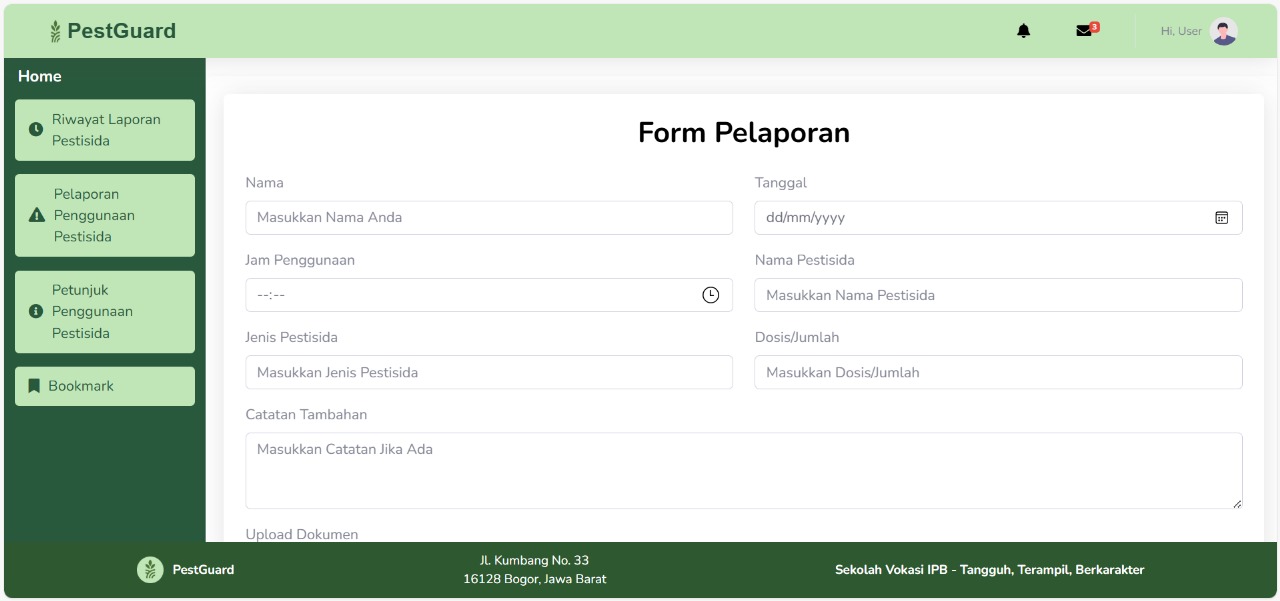 PestGuard
3
Hi, User
Home
Riwayat Laporan
Pestisida
Pelaporan
Penggunaan
Pestisida
Petunjuk
Penggunaan
Pestisida
Bookmark
Form Pelaporan
Nama
Tanggal
Masukkan Nama Anda
dd/mm/yyyy
Jam Penggunaan
Nama Pestisida
--:--
Masukkan Nama Pestisida
Jenis Pestisida
Dosis/Jumlah
Masukkan Jenis Pestisida
Masukkan Dosis/Jumlah
Catatan Tambahan
Masukkan Catatan Jika Ada
Upload Dokumen
PestGuard
Jl. Kumbang No. 33
16128 Bogor, Jawa Barat
Sekolah Vokasi IPB - Tangguh, Terampil, Berkarakter